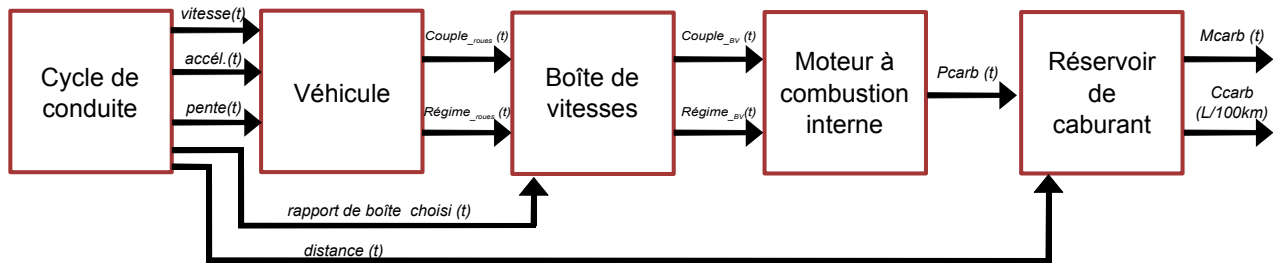 vitesse(t)
accél.(t)
pente(t)
Cycle de
conduite
Véhicule
Couple_roues (t)
Régime_roues (t)
Boîte de
vitesses
Couple_BV (t)
Régime_BV(t)
Moteur à
combustion
interne
Pcarb (t)
Réservoir
de
caburant
Mcarb (t)
Ccarb
(L/100km)
rapport de boîte choisi (t)
distance (t)